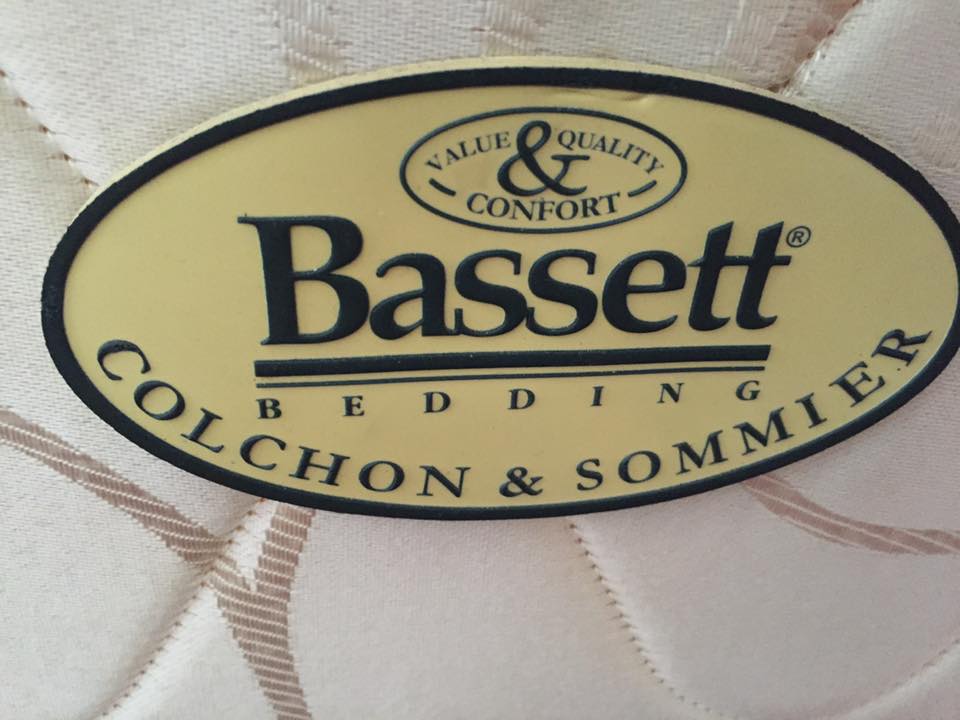 VALUE & QUALITY
CONFORT
Bassett®
BEDDING
COLCHON & SOMMIER